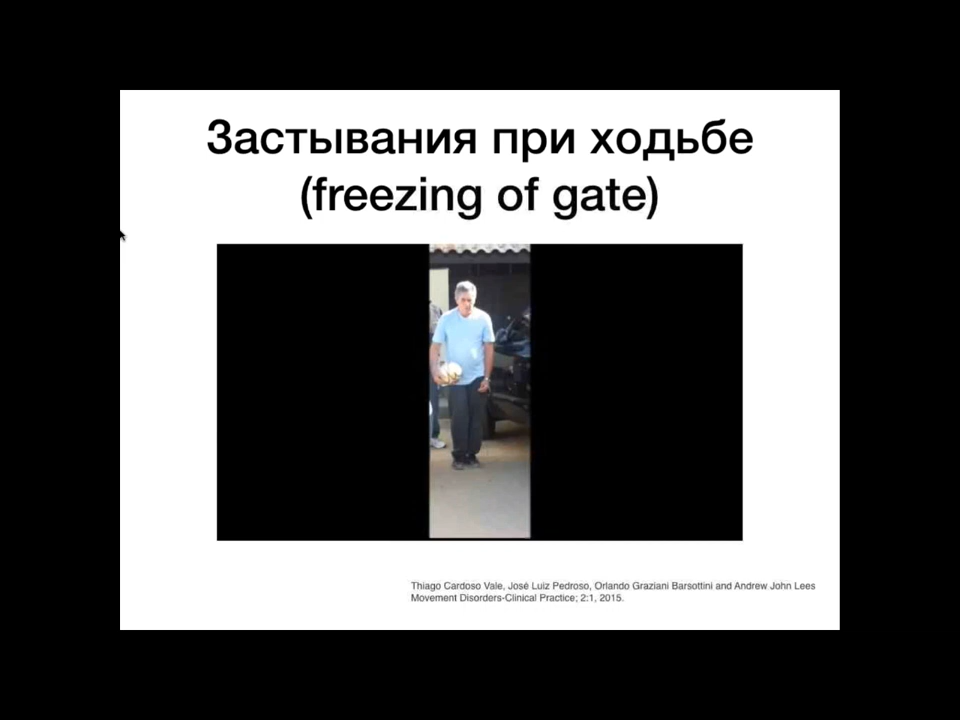 Застывания при ходьбе
(freezing of gate)
Thiago Cardoso Vale, José Luiz Pedroso, Orlando Graziani Barsottini and Andrew John Lees
Movement Disorders-Clinical Practice; 2:1, 2015.